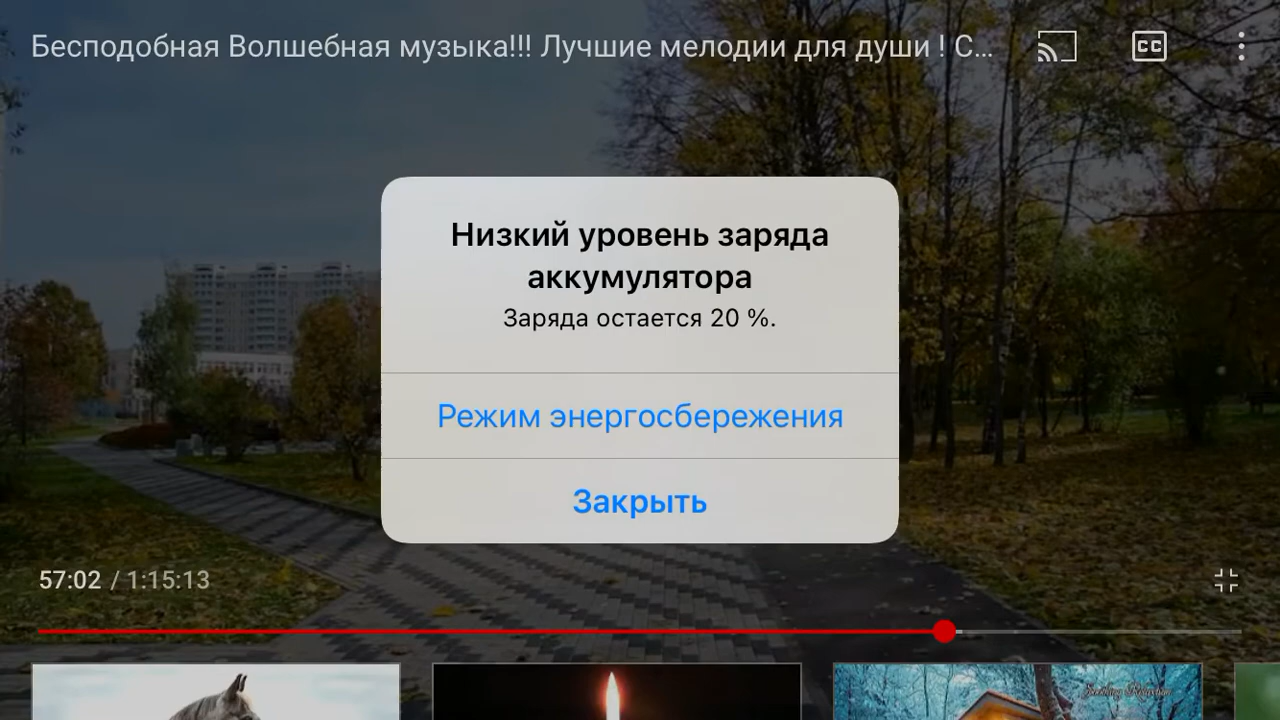 Бесподобная Волшебная музыка!!! Лучшие мелодии для души ! С...
CC
Низкий уровень заряда
аккумулятора
Заряда остается 20 %.
Режим энергосбережения
Закрыть
57:02 / 1:15:13